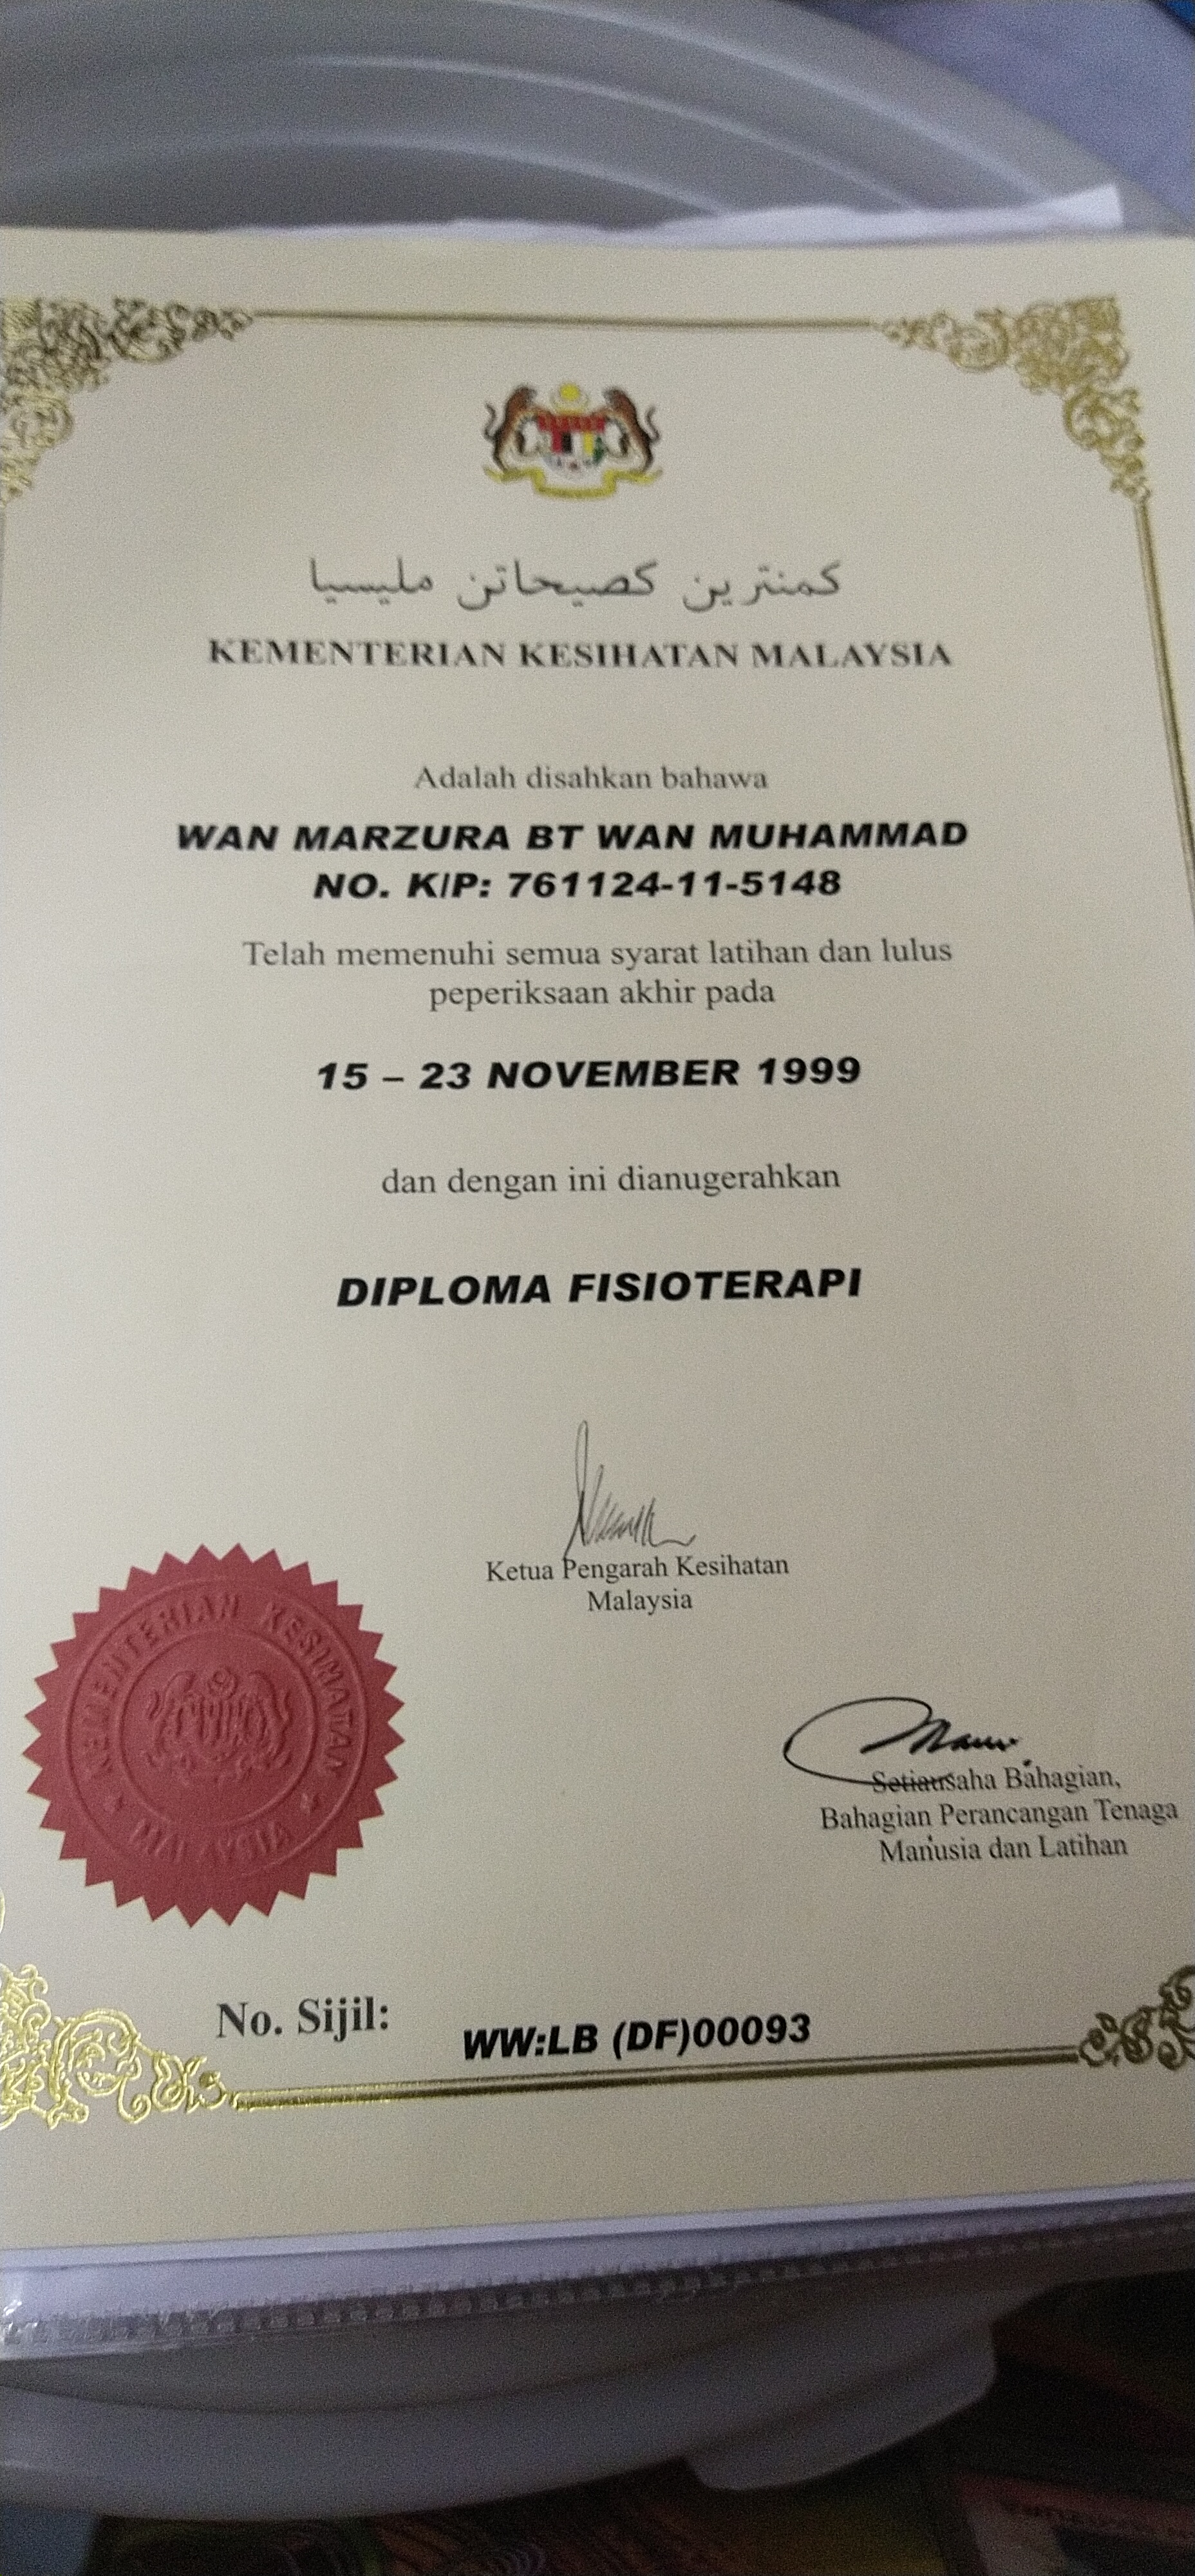 كمنترين كصيحاتن مليسيا
KEMENTERIAN KESIHATAN MALAYSIA
Adalah disahkan bahawa
WAN MARZURA BT WAN MUHAMMAD
NO. K/P: 761124-11-5148
Telah memenuhi semua syarat latihan dan lulus
peperiksaan akhir pada
15 – 23 NOVEMBER 1999
dan dengan ini dianugerahkan
DIPLOMA FISIOTERAPI
Ketua Pengarah Kesihatan
Malaysia
KEMENTERIAN KESIHATAN
MALAYSIA
Setiausaha Bahagian,
Bahagian Perancangan Tenaga
Manusia dan Latihan
No. Sijil: WW:LB (DF)00093